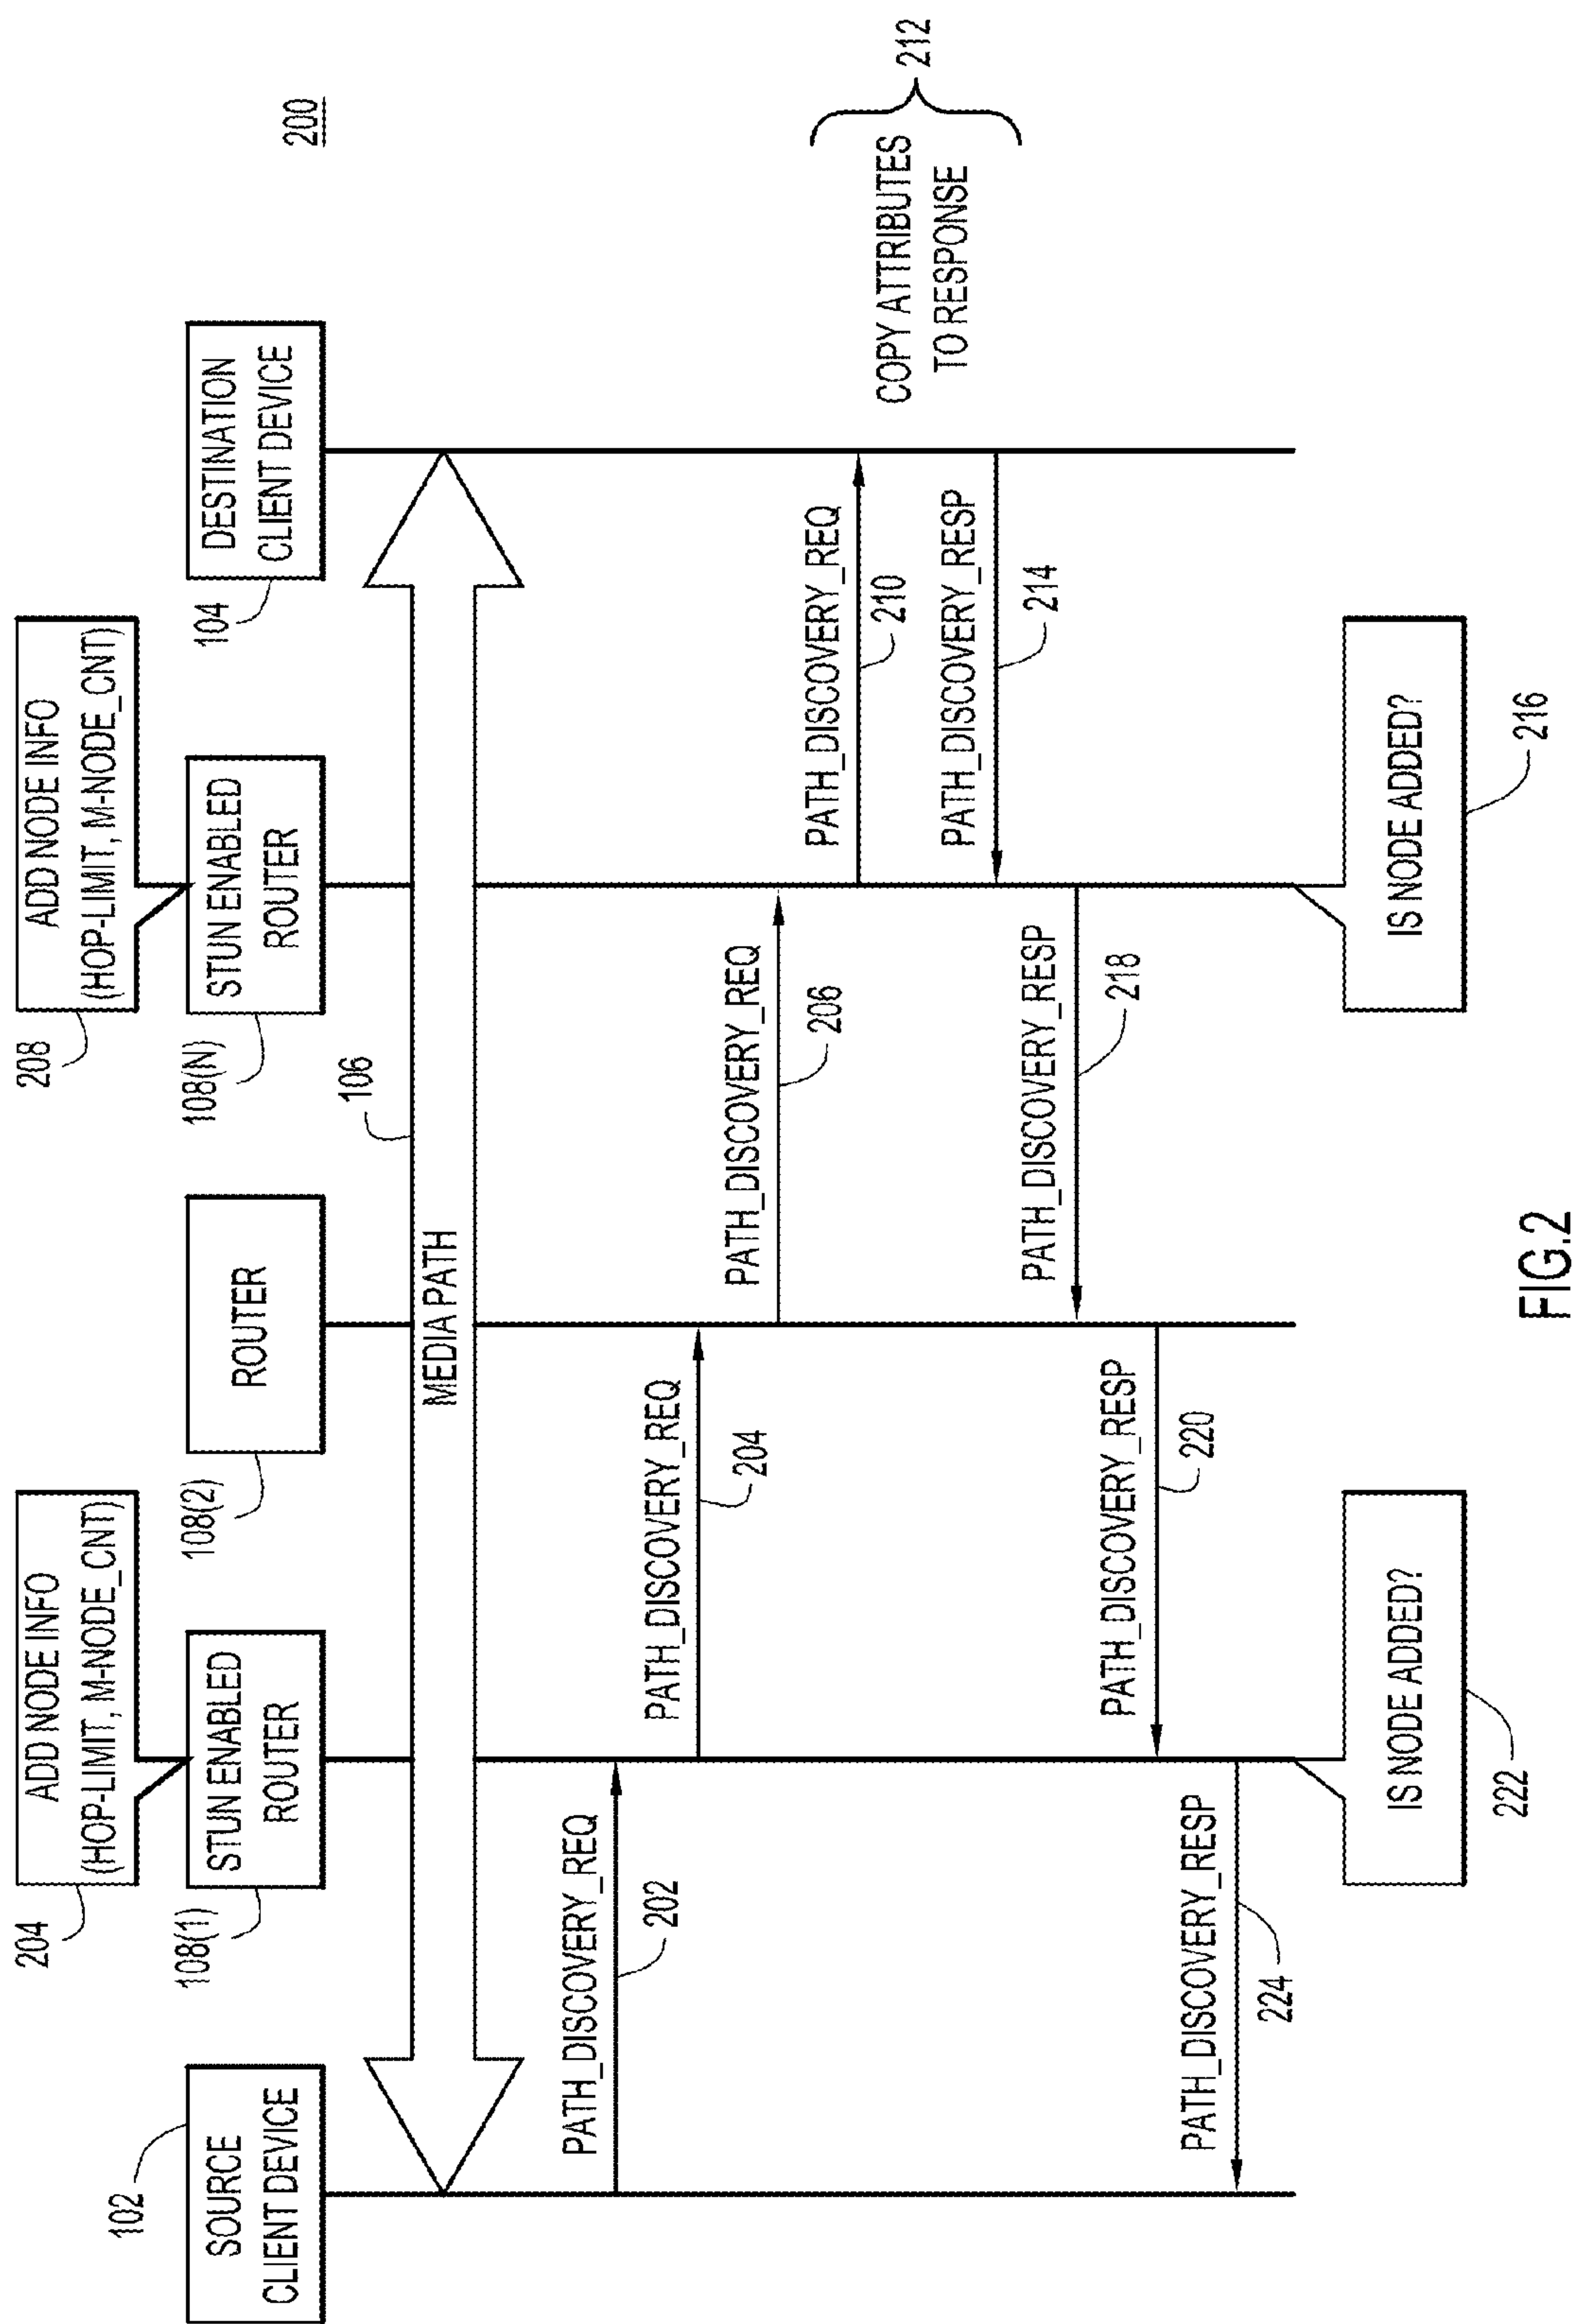 200
204
ADD NODE INFO
(HOP-LIMIT, M-NODE_CNT)
208
ADD NODE INFO
(HOP-LIMIT, M-NODE_CNT)
102
SOURCE
CLIENT DEVICE
108(1)
STUN ENABLED
ROUTER
108(2)
ROUTER
108(N)
STUN ENABLED
ROUTER
104
DESTINATION
CLIENT DEVICE
106
MEDIA PATH
PATH_DISCOVERY_REQ
202
PATH_DISCOVERY_REQ
204
PATH_DISCOVERY_REQ
206
PATH_DISCOVERY_REQ
210
COPY ATTRIBUTES
TO RESPONSE
212
PATH_DISCOVERY_RESP
214
PATH_DISCOVERY_RESP
218
PATH_DISCOVERY_RESP
220
PATH_DISCOVERY_RESP
224
IS NODE ADDED?
222
IS NODE ADDED?
216
FIG.2